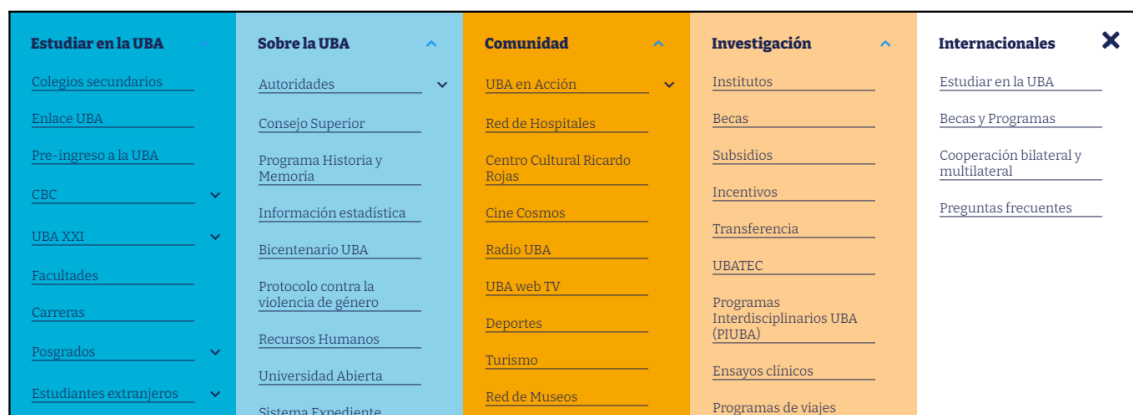 Estudiar en la UBA
Colegios secundarios
Enlace UBA
Pre-ingreso a la UBA
CBC
UBA XXI
Facultades
Carreras
Posgrados
Estudiantes extranjeros
Sobre la UBA
Autoridades
Consejo Superior
Programa Historia y
Memoria
Información estadística
Bicentenario UBA
Protocolo contra la
violencia de género
Recursos Humanos
Universidad Abierta
Sistema Expediente
Comunidad
UBA en Acción
Red de Hospitales
Centro Cultural Ricardo
Rojas
Cine Cosmos
Radio UBA
UBA web TV
Deportes
Turismo
Red de Museos
Investigación
Institutos
Becas
Subsidios
Incentivos
Transferencia
UBATEC
Programas
Interdisciplinarios UBA
(PIUBA)
Ensayos clínicos
Programas de viajes
Internacionales
Estudiar en la UBA
Becas y Programas
Cooperación bilateral y
multilateral
Preguntas frecuentes